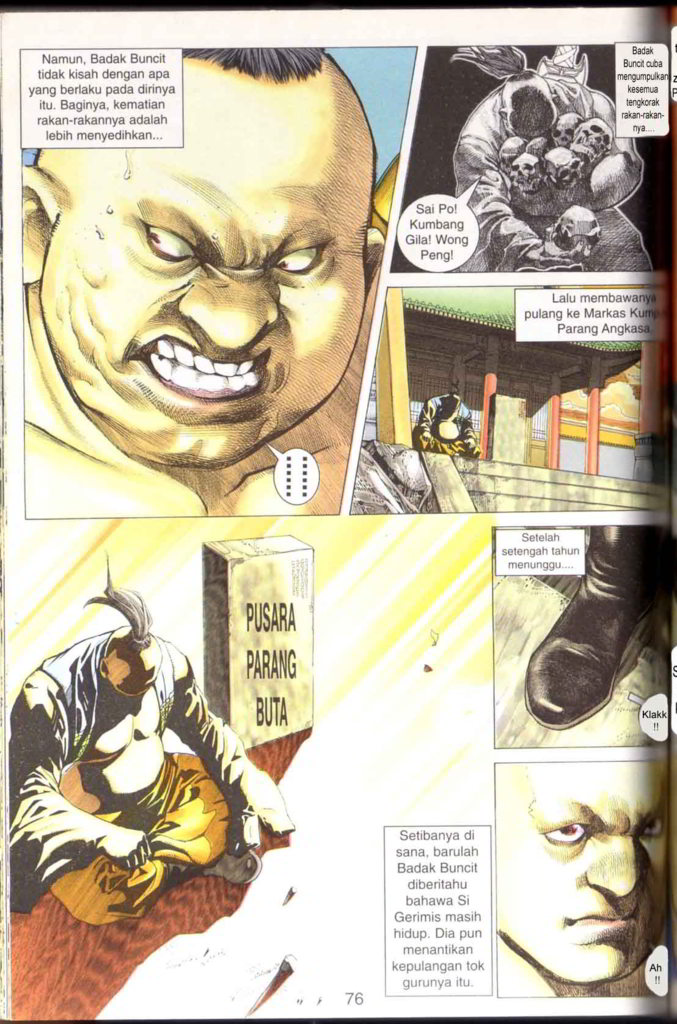 Namun, Badak Buncit
tidak kisah dengan apa
yang berlaku pada dirinya
itu. Baginya, kematian
rakan-rakannya adalah
lebih menyedihkan...
Badak
Buncit cuba
mengumpulkan
kesemua
tengkorak
rakan-rakan-
nya....
Sai Po!
Kumbang
Gila! Wong
Peng!
Lalu membawanya
pulang ke Markas
Parang Angkasa.
PUSARA
PARANG
BUTA
Setelah
setengah tahun
menunggu....
Klakk
!!
Setibanya di
sana, barulah
Badak Buncit
diberitahu
bahawa Si
Gerimis masih
hidup. Dia pun
menantikan
kepulangan tok
gurunya itu.
Ah
!!
76